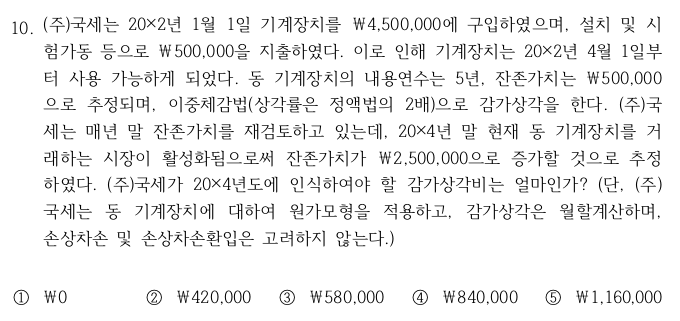 10. (주)국세는 20×2년 1월 1일 기계장치를 ₩4,500,000에 구입하였으며, 설치 및 시
험가동 등으로 ₩500,000을 지출하였다. 이로 인해 기계장치는 20×2년 4월 1일부
터 사용 가능하게 되었다. 동 기계장치의 내용연수는 5년, 잔존가치는 ₩500,000
으로 추정되며, 이중체감법(상각률은 정액법의 2배)으로 감가상각을 한다. (주)국
세는 매년 말 잔존가치를 재검토하고 있는데, 20×4년 말 현재 동 기계장치를 거
래하는 시장이 활성화됨으로써 잔존가치가 ₩2,500,000으로 증가할 것으로 추정
하였다. (주)국세가 20×4년도에 인식하여야 할 감가상각비는 얼마인가? (단, (주)
국세는 동 기계장치에 대하여 원가모형을 적용하고, 감가상각은 월할계산하며,
손상차손 및 손상차손환입은 고려하지 않는다.)
① ₩0 ② ₩420,000 ③ ₩580,000 ④ ₩840,000 ⑤ ₩1,160,000